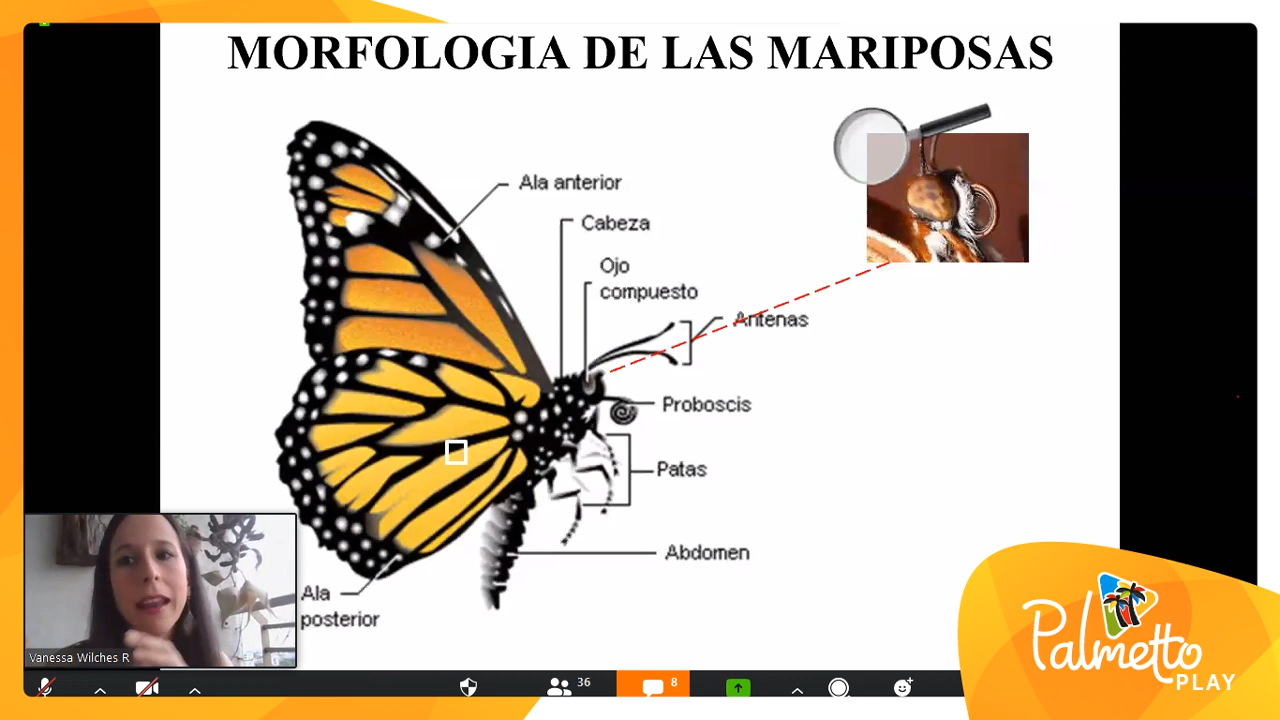 MORFOLOGIA DE LAS MARIPOSAS
Ala anterior
Cabeza
Ojo
compuesto
Antenas
Proboscis
Patas
Abdomen
Ala
posterior
Vanessa Wilches R
36
8
Palmetto
PLAY